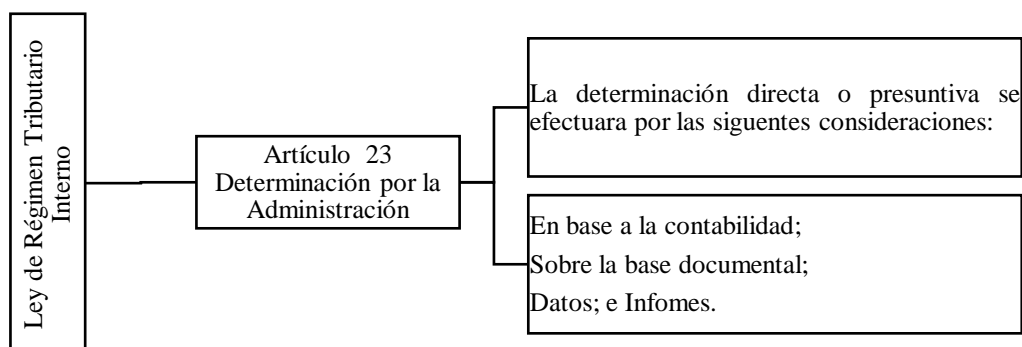 Ley de Régimen Tributario
Interno
Artículo 23
Determinación por la
Administración
La determinación directa o presuntiva se
efectuara por las siguentes consideraciones:
En base a la contabilidad;
Sobre la base documental;
Datos; e Infomes.